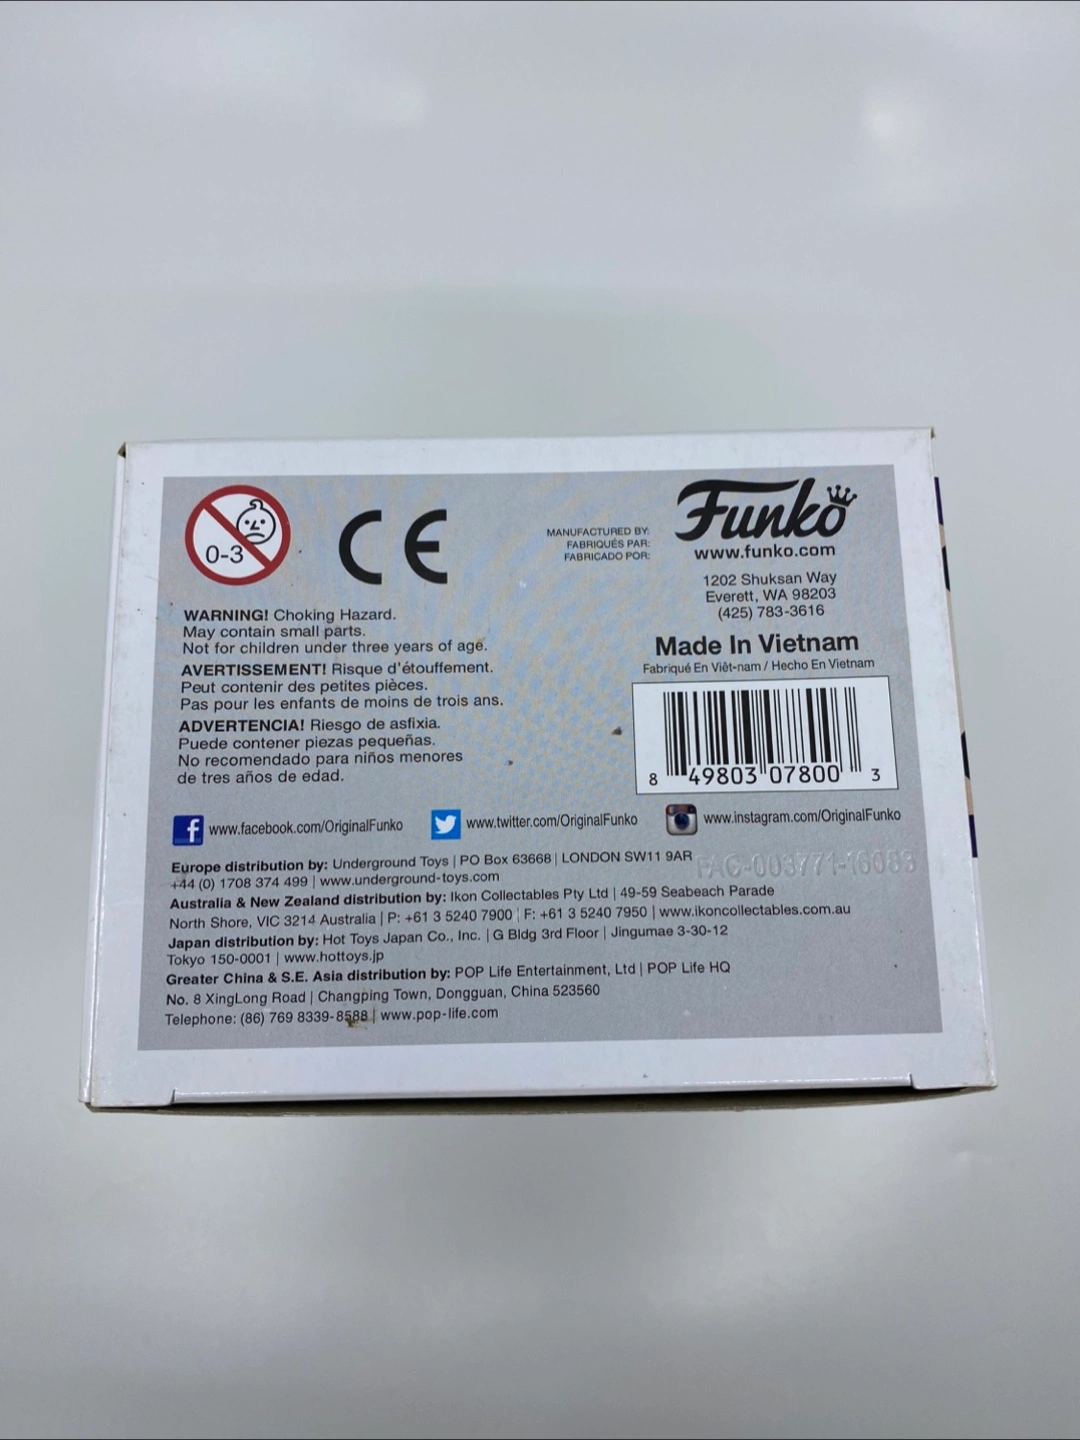 0-3
CE
MANUFACTURED BY:
FABRIQUÉS PAR:
FABRICADO POR:
Funko
www.funko.com
1202 Shuksan Way
Everett, WA 98203
(425) 783-3616
Made In Vietnam
Fabriqué En Viêt-nam / Hecho En Vietnam
WARNING! Choking Hazard.
May contain small parts.
Not for children under three years of age.
AVERTISSEMENT! Risque d'étouffement.
Peut contenir des petites pièces.
Pas pour les enfants de moins de trois ans.
ADVERTENCIA! Riesgo de asfixia.
Puede contener piezas pequeñas.
No recomendado para niños menores
de tres años de edad.
8 49803 07800 3
www.facebook.com/OriginalFunko
www.twitter.com/OriginalFunko
www.instagram.com/OriginalFunko
Europe distribution by: Underground Toys | PO Box 63668 | LONDON SW11 9AR
FAC-003771-16083
+44 (0) 1708 374 499 | www.underground-toys.com
Australia & New Zealand distribution by: Ikon Collectables Pty Ltd | 49-59 Seabeach Parade
North Shore, VIC 3214 Australia | P: +61 3 5240 7900 | F: +61 3 5240 7950 | www.ikoncollectables.com.au
Japan distribution by: Hot Toys Japan Co., Inc. | G Bldg 3rd Floor | Jingumae 3-30-12
Tokyo 150-0001 | www.hottoys.jp
Greater China & S.E. Asia distribution by: POP Life Entertainment, Ltd | POP Life HQ
No. 8 XingLong Road | Changping Town, Dongguan, China 523560
Telephone: (86) 769 8339-8588 | www.pop-life.com